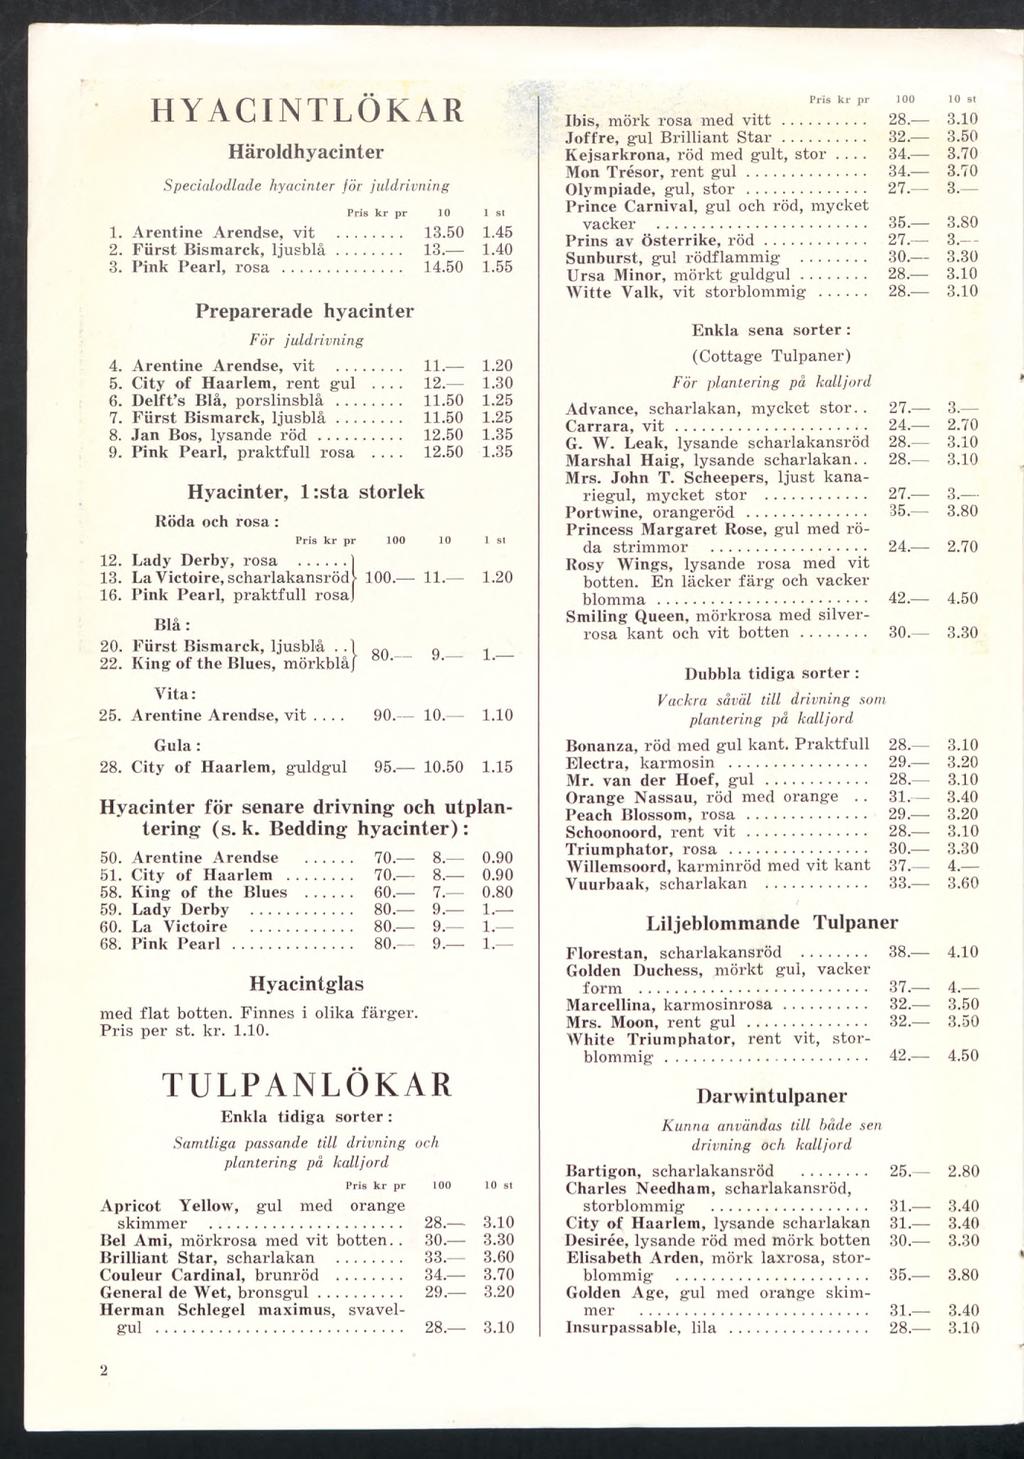 HYACINTLÖKAR
Häroldhyacinter
Specialodlade hyacinter för juldrivning
Pris kr pr 10 1 st
1. Arentine Arendse, vit ........ 13.50 1.45
2. Fürst Bismarck, ljusblå ........ 13.— 1.40
3. Pink Pearl, rosa .............. 14.50 1.55
Preparerade hyacinter
För juldrivning
4. Arentine Arendse, vit ........ 11.— 1.20
5. City of Haarlem, rent gul .... 12.— 1.30
6. Delft's Blå, porslinsblå ........ 11.50 1.25
7. Fürst Bismarck, ljusblå ........ 11.50 1.25
8. Jan Bos, lysande röd .......... 12.50 1.35
9. Pink Pearl, praktfull rosa .... 12.50 1.35
Hyacinter, 1:sta storlek
Röda och rosa :
Pris kr pr 100 10 1 st
12. Lady Derby, rosa ......
13. La Victoire, scharlakansröd 100.— 11.— 1.20
16. Pink Pearl, praktfull rosa
Blå :
20. Fürst Bismarck, ljusblå ..
22. King of the Blues, mörkblå 80.— 9.— 1.—
Vita:
25. Arentine Arendse, vit .... 90.— 10.— 1.10
Gula :
28. City of Haarlem, guldgul 95.— 10.50 1.15
Hyacinter för senare drivning och utplan-
tering (s. k. Bedding hyacinter) :
50. Arentine Arendse ...... 70.— 8.— 0.90
51. City of Haarlem ........ 70.— 8.— 0.90
58. King of the Blues ...... 60.— 7.— 0.80
59. Lady Derby ............ 80.— 9.— 1.—
60. La Victoire ............ 80.— 9.— 1.—
68. Pink Pearl .............. 80.— 9.— 1.—
Hyacintglas
med flat botten. Finnes i olika färger.
Pris per st. kr. 1.10.
TULPANLÖKAR
Enkla tidiga sorter :
Samtliga passande till drivning och
plantering på kalljord
Pris kr pr 100 10 st
Apricot Yellow, gul med orange
skimmer ...................... 28.— 3.10
Bel Ami, mörkrosa med vit botten.. 30.— 3.30
Brilliant Star, scharlakan ........ 33.— 3.60
Couleur Cardinal, brunröd ........ 34.— 3.70
General de Wet, bronsgul .......... 29.— 3.20
Herman Schlegel maximus, svavel-
gul ............................ 28.— 3.10
2
Pris kr pr 100 10 st
Ibis, mörk rosa med vitt .......... 28.— 3.10
Joffre, gul Brilliant Star .......... 32.— 3.50
Kejsarkrona, röd med gult, stor .... 34.— 3.70
Mon Trésor, rent gul .............. 34.— 3.70
Olympiade, gul, stor .............. 27.— 3.—
Prince Carnival, gul och röd, mycket
vacker ........................ 35.— 3.80
Prins av österrike, röd ............ 27.— 3.—
Sunburst, gul rödflammig ........ 30.— 3.30
Ursa Minor, mörkt guldgul ........ 28.— 3.10
Witte Valk, vit storblommig ...... 28.— 3.10
Enkla sena sorter :
(Cottage Tulpaner)
För plantering på kalljord
Advance, scharlakan, mycket stor.. 27.— 3.—
Carrara, vit ...................... 24.— 2.70
G. W. Leak, lysande scharlakansröd 28.— 3.10
Marshal Haig, lysande scharlakan.. 28.— 3.10
Mrs. John T. Scheepers, ljust kana-
riegul, mycket stor ............ 27.— 3.—
Portwine, orangeröd .............. 35.— 3.80
Princess Margaret Rose, gul med rö-
da strimmor .................. 24.— 2.70
Rosy Wings, lysande rosa med vit
botten. En läcker färg och vacker
blomma ........................ 42.— 4.50
Smiling Queen, mörkrosa med silver-
rosa kant och vit botten ........ 30.— 3.30
Dubbla tidiga sorter :
Vackra såväl till drivning som
plantering på kalljord
Bonanza, röd med gul kant. Praktfull 28.— 3.10
Electra, karmosin ................ 29.— 3.20
Mr. van der Hoef, gul ............ 28.— 3.10
Orange Nassau, röd med orange .. 31.— 3.40
Peach Blossom, rosa .............. 29.— 3.20
Schoonoord, rent vit .............. 28.— 3.10
Triumphator, rosa ................ 30.— 3.30
Willemsoord, karminröd med vit kant 37.— 4.—
Vuurbaak, scharlakan ............ 33.— 3.60
Liljeblommande Tulpaner
Florestan, scharlakansröd ........ 38.— 4.10
Golden Duchess, mörkt gul, vacker
form .......................... 37.— 4.—
Marcellina, karmosinrosa .......... 32.— 3.50
Mrs. Moon, rent gul .............. 32.— 3.50
White Triumphator, rent vit, stor-
blommig ........................ 42.— 4.50
Darwintulpaner
Kunna användas till både sen
drivning och kalljord
Bartigon, scharlakansröd ........ 25.— 2.80
Charles Needham, scharlakansröd,
storblommig .................. 31.— 3.40
City of Haarlem, lysande scharlakan 31.— 3.40
Desirée, lysande röd med mörk botten 30.— 3.30
Elisabeth Arden, mörk laxrosa, stor-
blommig ...................... 35.— 3.80
Golden Age, gul med orange skim-
mer .......................... 31.— 3.40
Insurpassable, lila ................ 28.— 3.10